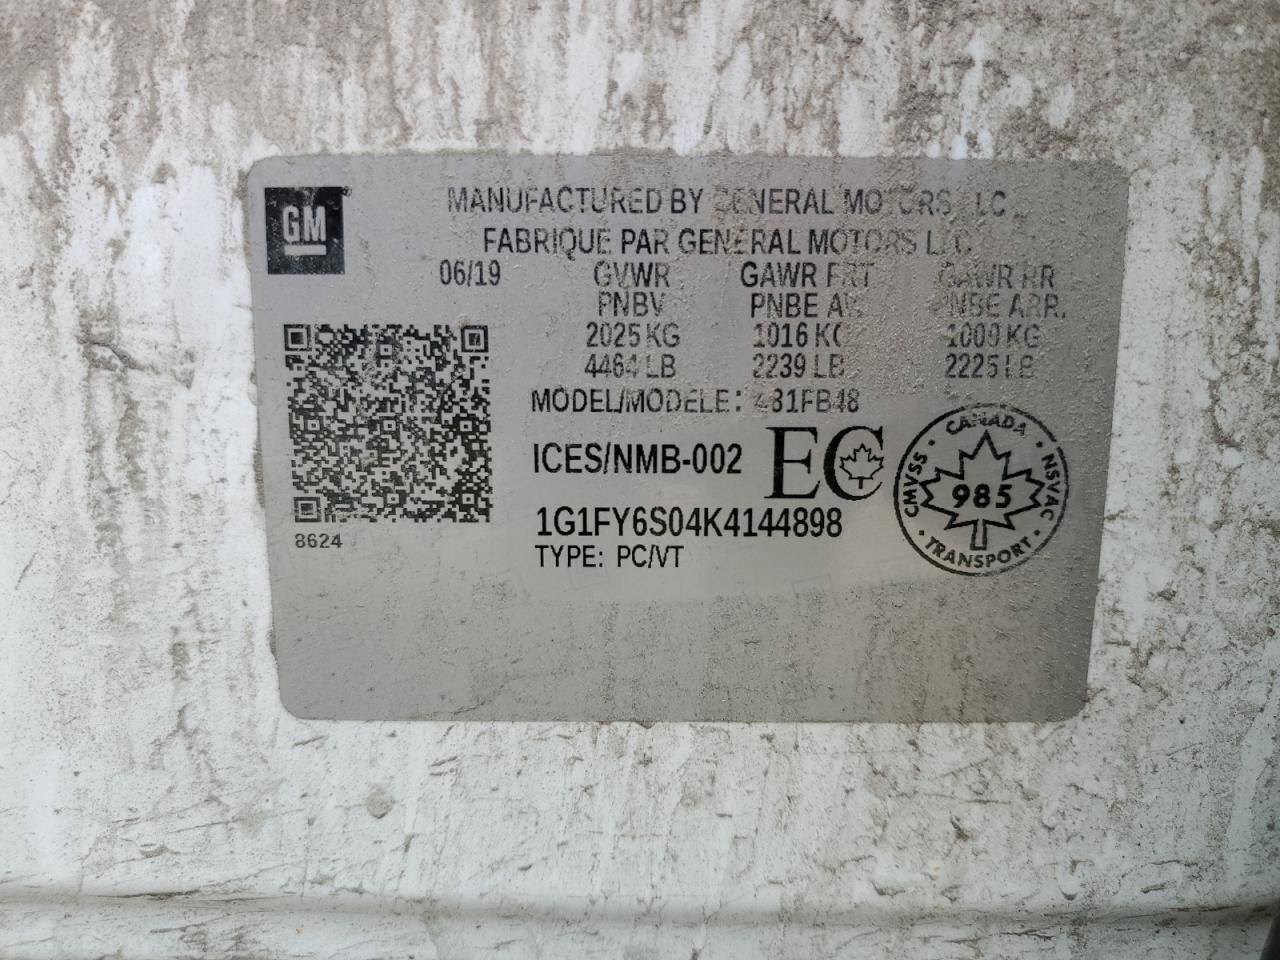 GM
MANUFACTURED BY GENERAL MOTORS LLC
FABRIQUE PAR GENERAL MOTORS LLC
06/19 GVWR GAWR FRT GAWR RR
PNBV PNBE AV. PNBE ARR.
2025 KG 1016 KG 1009 KG
4464 LB 2239 LB 2225 LB
MODEL/MODELE: 481FB48
ICES/NMB-002 EC
1G1FY6S04K4144898
TYPE: PC/VT
8624
CANADA
CMVSS 985 NSVAC
TRANSPORT